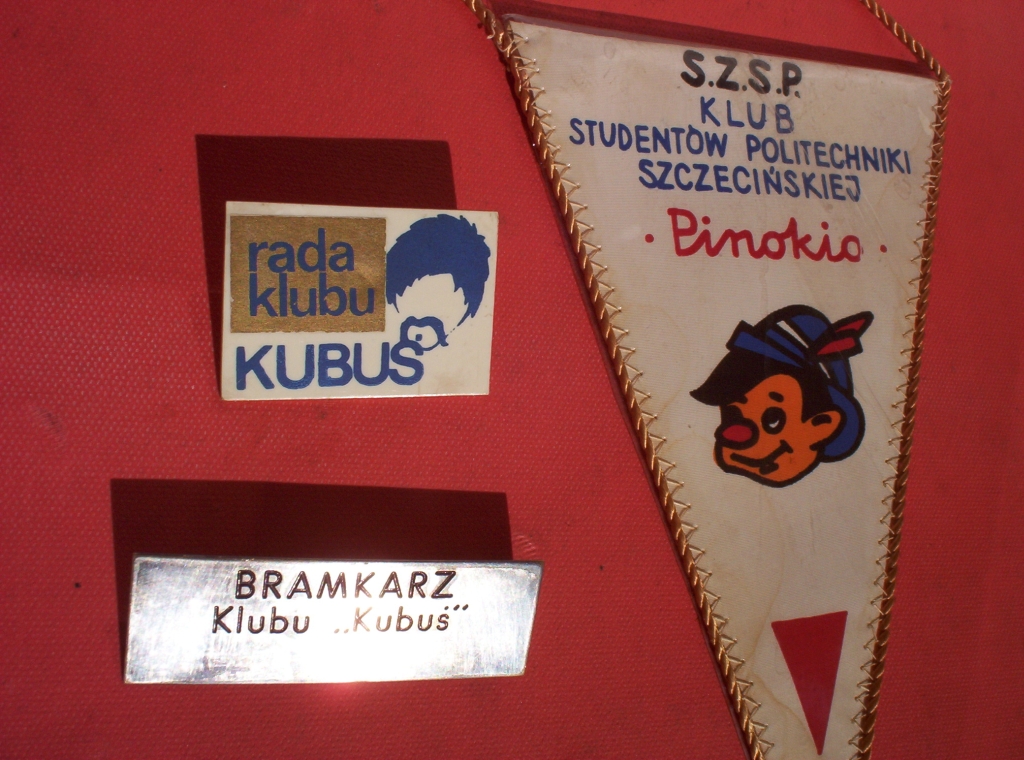 rada
klubu
KUBUŚ
BRAMKARZ
Klubu „Kubuś”
S.Z.S.P.
KLUB
STUDENTÓW POLITECHNIKI
SZCZECIŃSKIEJ
· Pinokio ·